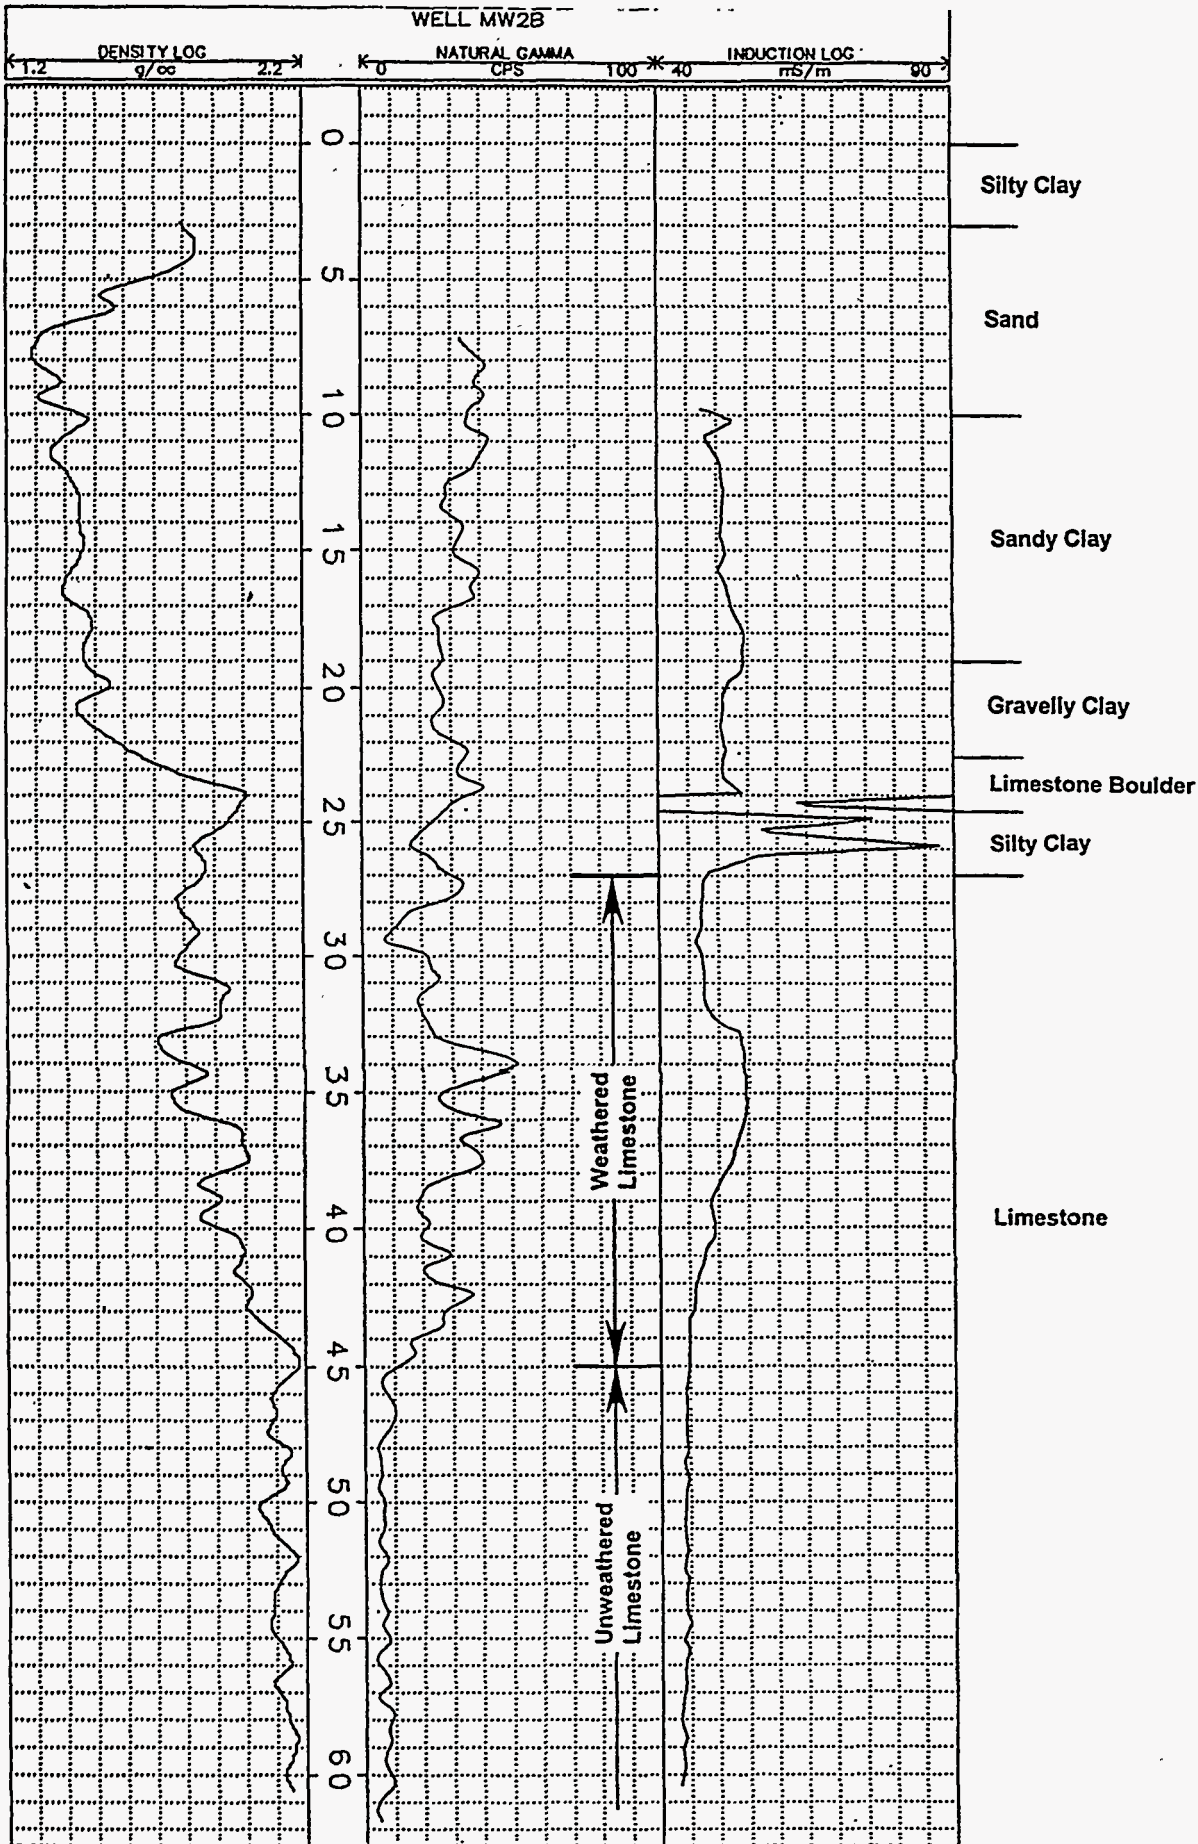 WELL MW2B
DENSITY LOG
NATURAL GAMMA
INDUCTION LOG
1.2 g/cc 2.2
0 CPS 100
40 mS/m 90
0
5
10
15
20
25
30
35
40
45
50
55
60
Silty Clay
Sand
Sandy Clay
Gravelly Clay
Limestone Boulder
Silty Clay
Limestone
Weathered
Limestone
Unweathered
Limestone